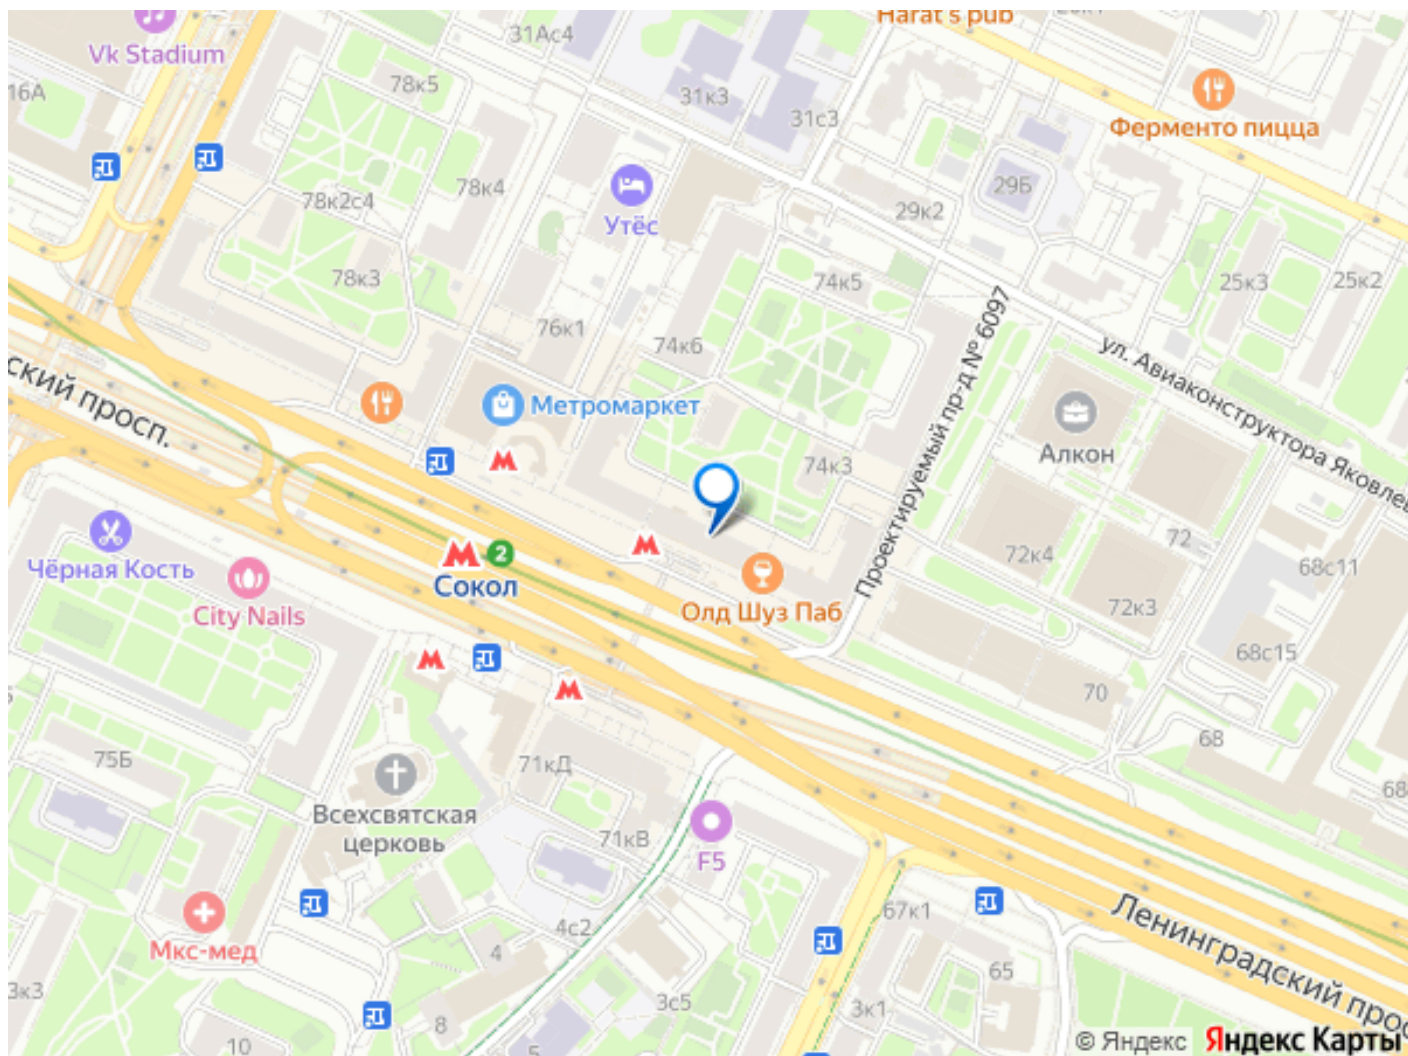 Harat's pub
Vk Stadium
31Ас4
16А
78к5
31к3
31с3
Ферменто пицца
78к4
29Б
78к2с4
Утёс
29к2
78к3
74к5
25к3
25к2
76к1
74к6
Проектируемый пр-д № 6097
ул. Авиаконструктора Яковлев
ский просп.
Метромаркет
Алкон
74к3
72
72к4
68с11
Чёрная Кость
2
Сокол
City Nails
Олд Шуз Паб
72к3
68с15
70
68
75Б
71кД
68
Всехсвятская
церковь
71кВ
F5
Мкс-мед
4с2
67к1
Ленинградский прос
4
65
3к3
3с5
3к1
8
10
5
© Яндекс
Яндекс Карты